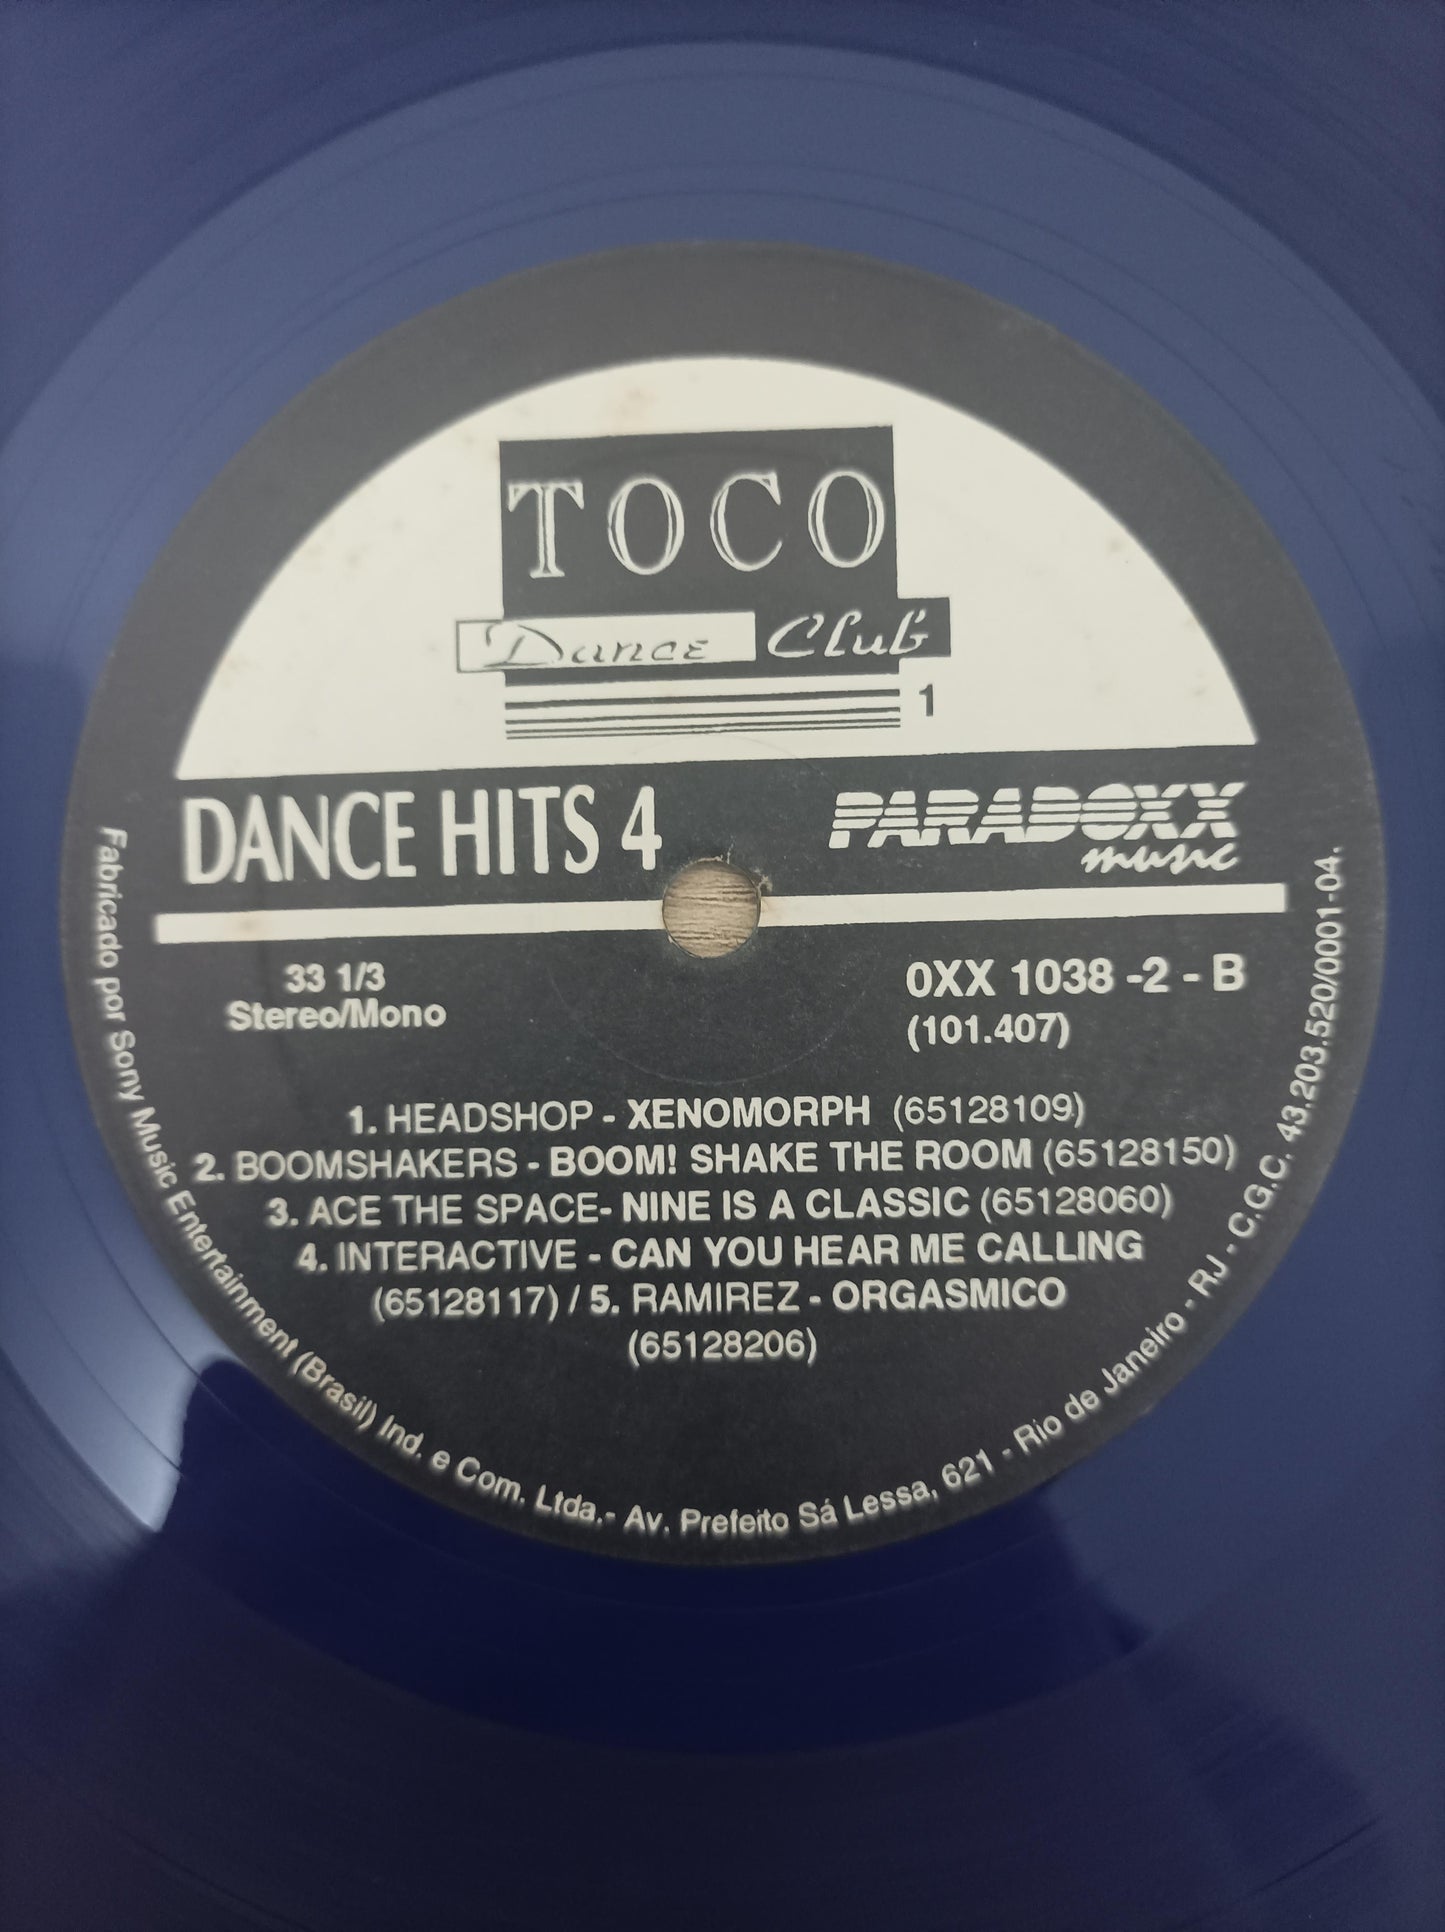 TOCO
Dance Club
1
DANCE HITS 4
PARADOXX
music
33 1/3
Stereo/Mono
0XX 1038 -2 - B
(101.407)
1. HEADSHOP - XENOMORPH (65128109)
2. BOOMSHAKERS - BOOM! SHAKE THE ROOM (65128150)
3. ACE THE SPACE- NINE IS A CLASSIC (65128060)
4. INTERACTIVE - CAN YOU HEAR ME CALLING
(65128117) / 5. RAMIREZ - ORGASMICO
(65128206)
Fabricado por Sony Music Entertainment (Brasil) Ind. e Com. Ltda.- Av. Prefeito Sá Lessa, 621 - Rio de Janeiro - RJ - C.G.C. 43.203.520/0001-04.